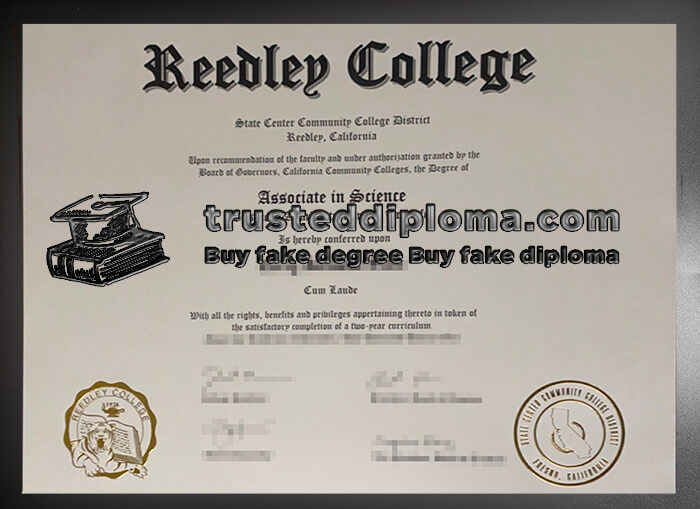 Reedley College
State Center Community College District
Reedley, California
Upon recommendation of the faculty and under authorization granted by the
Board of Governors, California Community Colleges, the Degree of
Associate in Science
trusteddiploma.com
Is hereby conferred upon
Buy fake degree Buy fake diploma
Cum Laude
With all the rights, benefits and privileges appertaining thereto in token of
the satisfactory completion of a two-year curriculum
REEDLEY COLLEGE
STATE CENTER COMMUNITY COLLEGE DISTRICT
FRESNO, CALIFORNIA